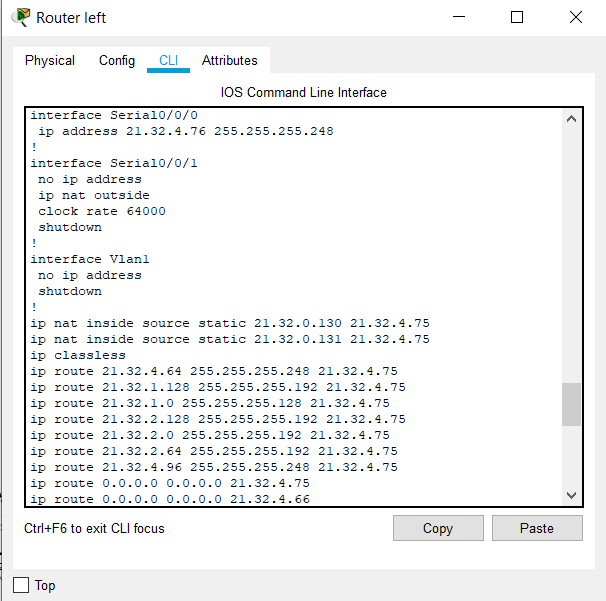 Router left
Physical Config CLI Attributes
IOS Command Line Interface
interface Serial0/0/0
 ip address 21.32.4.76 255.255.255.248
!
interface Serial0/0/1
 no ip address
 ip nat outside
 clock rate 64000
 shutdown
!
interface Vlan1
 no ip address
 shutdown
!
ip nat inside source static 21.32.0.130 21.32.4.75
ip nat inside source static 21.32.0.131 21.32.4.75
ip classless
ip route 21.32.4.64 255.255.255.248 21.32.4.75
ip route 21.32.1.128 255.255.255.192 21.32.4.75
ip route 21.32.1.0 255.255.255.128 21.32.4.75
ip route 21.32.2.128 255.255.255.192 21.32.4.75
ip route 21.32.2.0 255.255.255.192 21.32.4.75
ip route 21.32.2.64 255.255.255.192 21.32.4.75
ip route 21.32.4.96 255.255.255.248 21.32.4.75
ip route 0.0.0.0 0.0.0.0 21.32.4.75
ip route 0.0.0.0 0.0.0.0 21.32.4.66
Ctrl+F6 to exit CLI focus
Copy Paste
Top